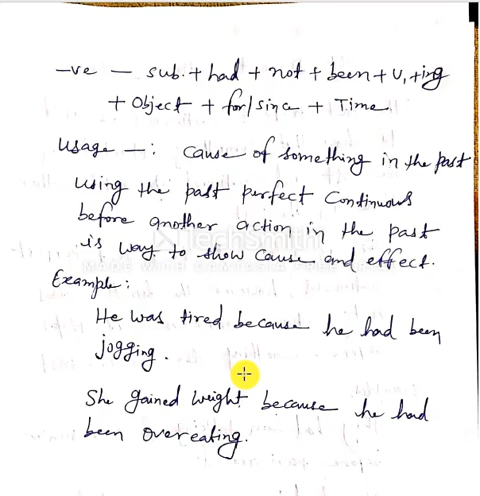 -ve - sub. + had + not + been + V₁ + ing
+ Object + for/since + Time
Usage -: cause of something in the past
using the past perfect continuous
before another action in the past
is way to show cause and effect.
Example:
He was tired because he had been
jogging.
She gained weight because he had
been overeating.